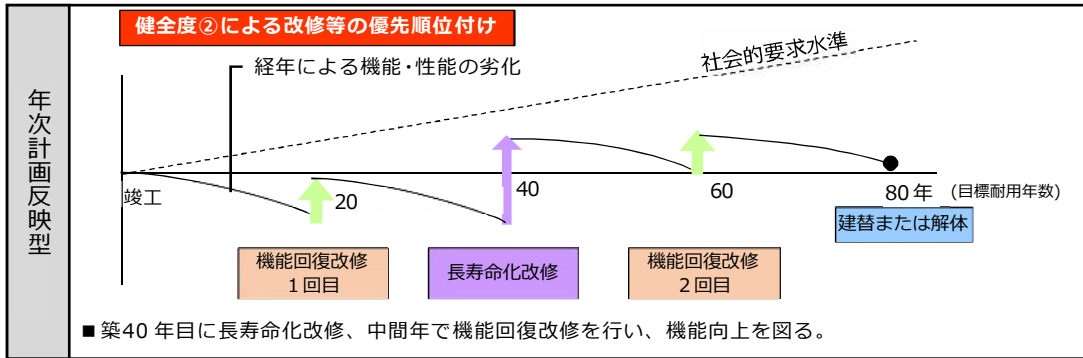 年次計画反映型
健全度②による改修等の優先順位付け
経年による機能・性能の劣化
社会的要求水準
竣工
20
40
60
80 年 (目標耐用年数)
建替または解体
機能回復改修
1回目
長寿命化改修
機能回復改修
2回目
■ 築40 年目に長寿命化改修、中間年で機能回復改修を行い、機能向上を図る。